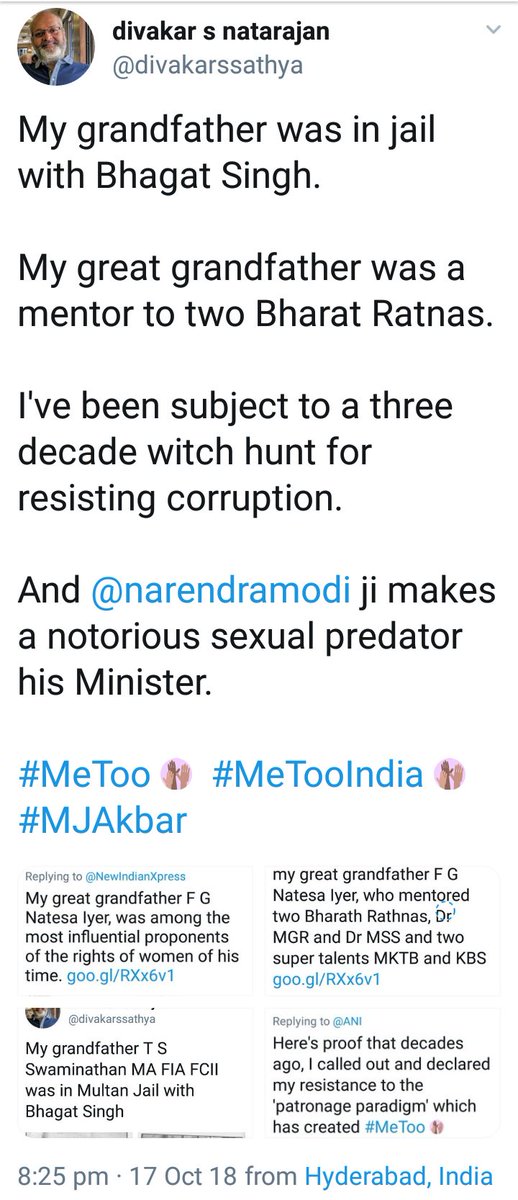 divakar s natarajan
@divakarssathya
My grandfather was in jail
with Bhagat Singh.
My great grandfather was a
mentor to two Bharat Ratnas.
I've been subject to a three
decade witch hunt for
resisting corruption.
And @narendramodi ji makes
a notorious sexual predator
his Minister.
#MeToo #MeTooIndia
#MJAkbar
Replying to @NewIndianXpress
My great grandfather F G
Natesa Iyer, was among the
most influential proponents
of the rights of women of his
time. goo.gl/RXx6v1
my great grandfather F G
Natesa Iyer, who mentored
two Bharath Rathnas, Dr
MGR and Dr MSS and two
super talents MKTB and KBS
goo.gl/RXx6v1
@divakarssathya
My grandfather T S
Swaminathan MA FIA FCII
was in Multan Jail with
Bhagat Singh
Replying to @ANI
Here's proof that decades
ago, I called out and declared
my resistance to the
'patronage paradigm' which
has created #MeToo
8:25 pm · 17 Oct 18 from Hyderabad, India